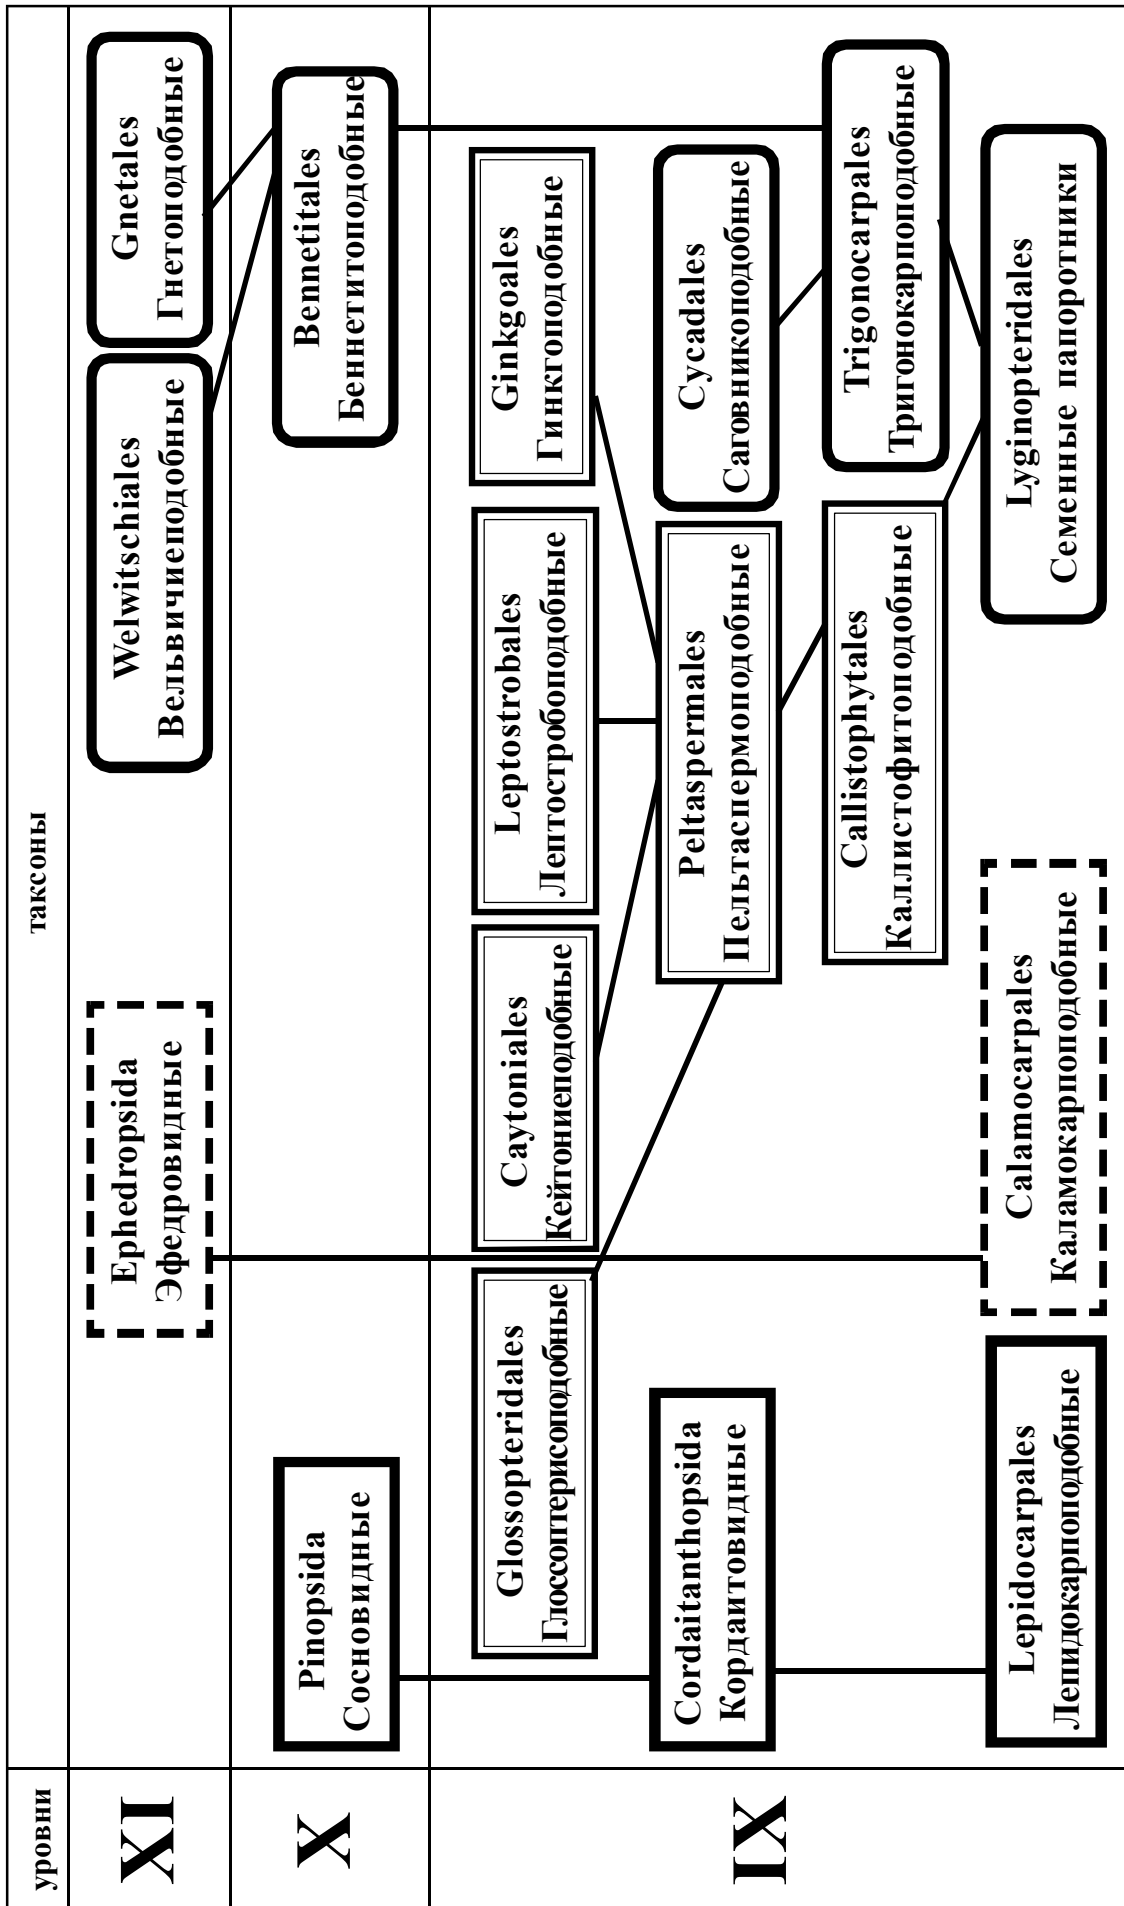 уровни
таксоны
XI
Ephedropsida
Эфедровидные
Welwitschiales
Вельвичиеподобные
Gnetales
Гнетоподобные
X
Pinopsida
Сосновидные
Bennetitales
Беннетитоподобные
IX
Glossopteridales
Глоссоптерисоподобные
Caytoniales
Кейтониеподобные
Leptostrobales
Лептостробоподобные
Ginkgoales
Гинкгоподобные
Cordaitanthopsida
Кордаитовидные
Peltaspermales
Пельтаспермоподобные
Cycadales
Саговникоподобные
Callistophytales
Каллистофитоподобные
Trigonocarpales
Тригонокарпоподобные
Lepidocarpales
Лепидокарпоподобные
Calamocarpales
Каламокарпоподобные
Lyginopteridales
Семенные папоротники